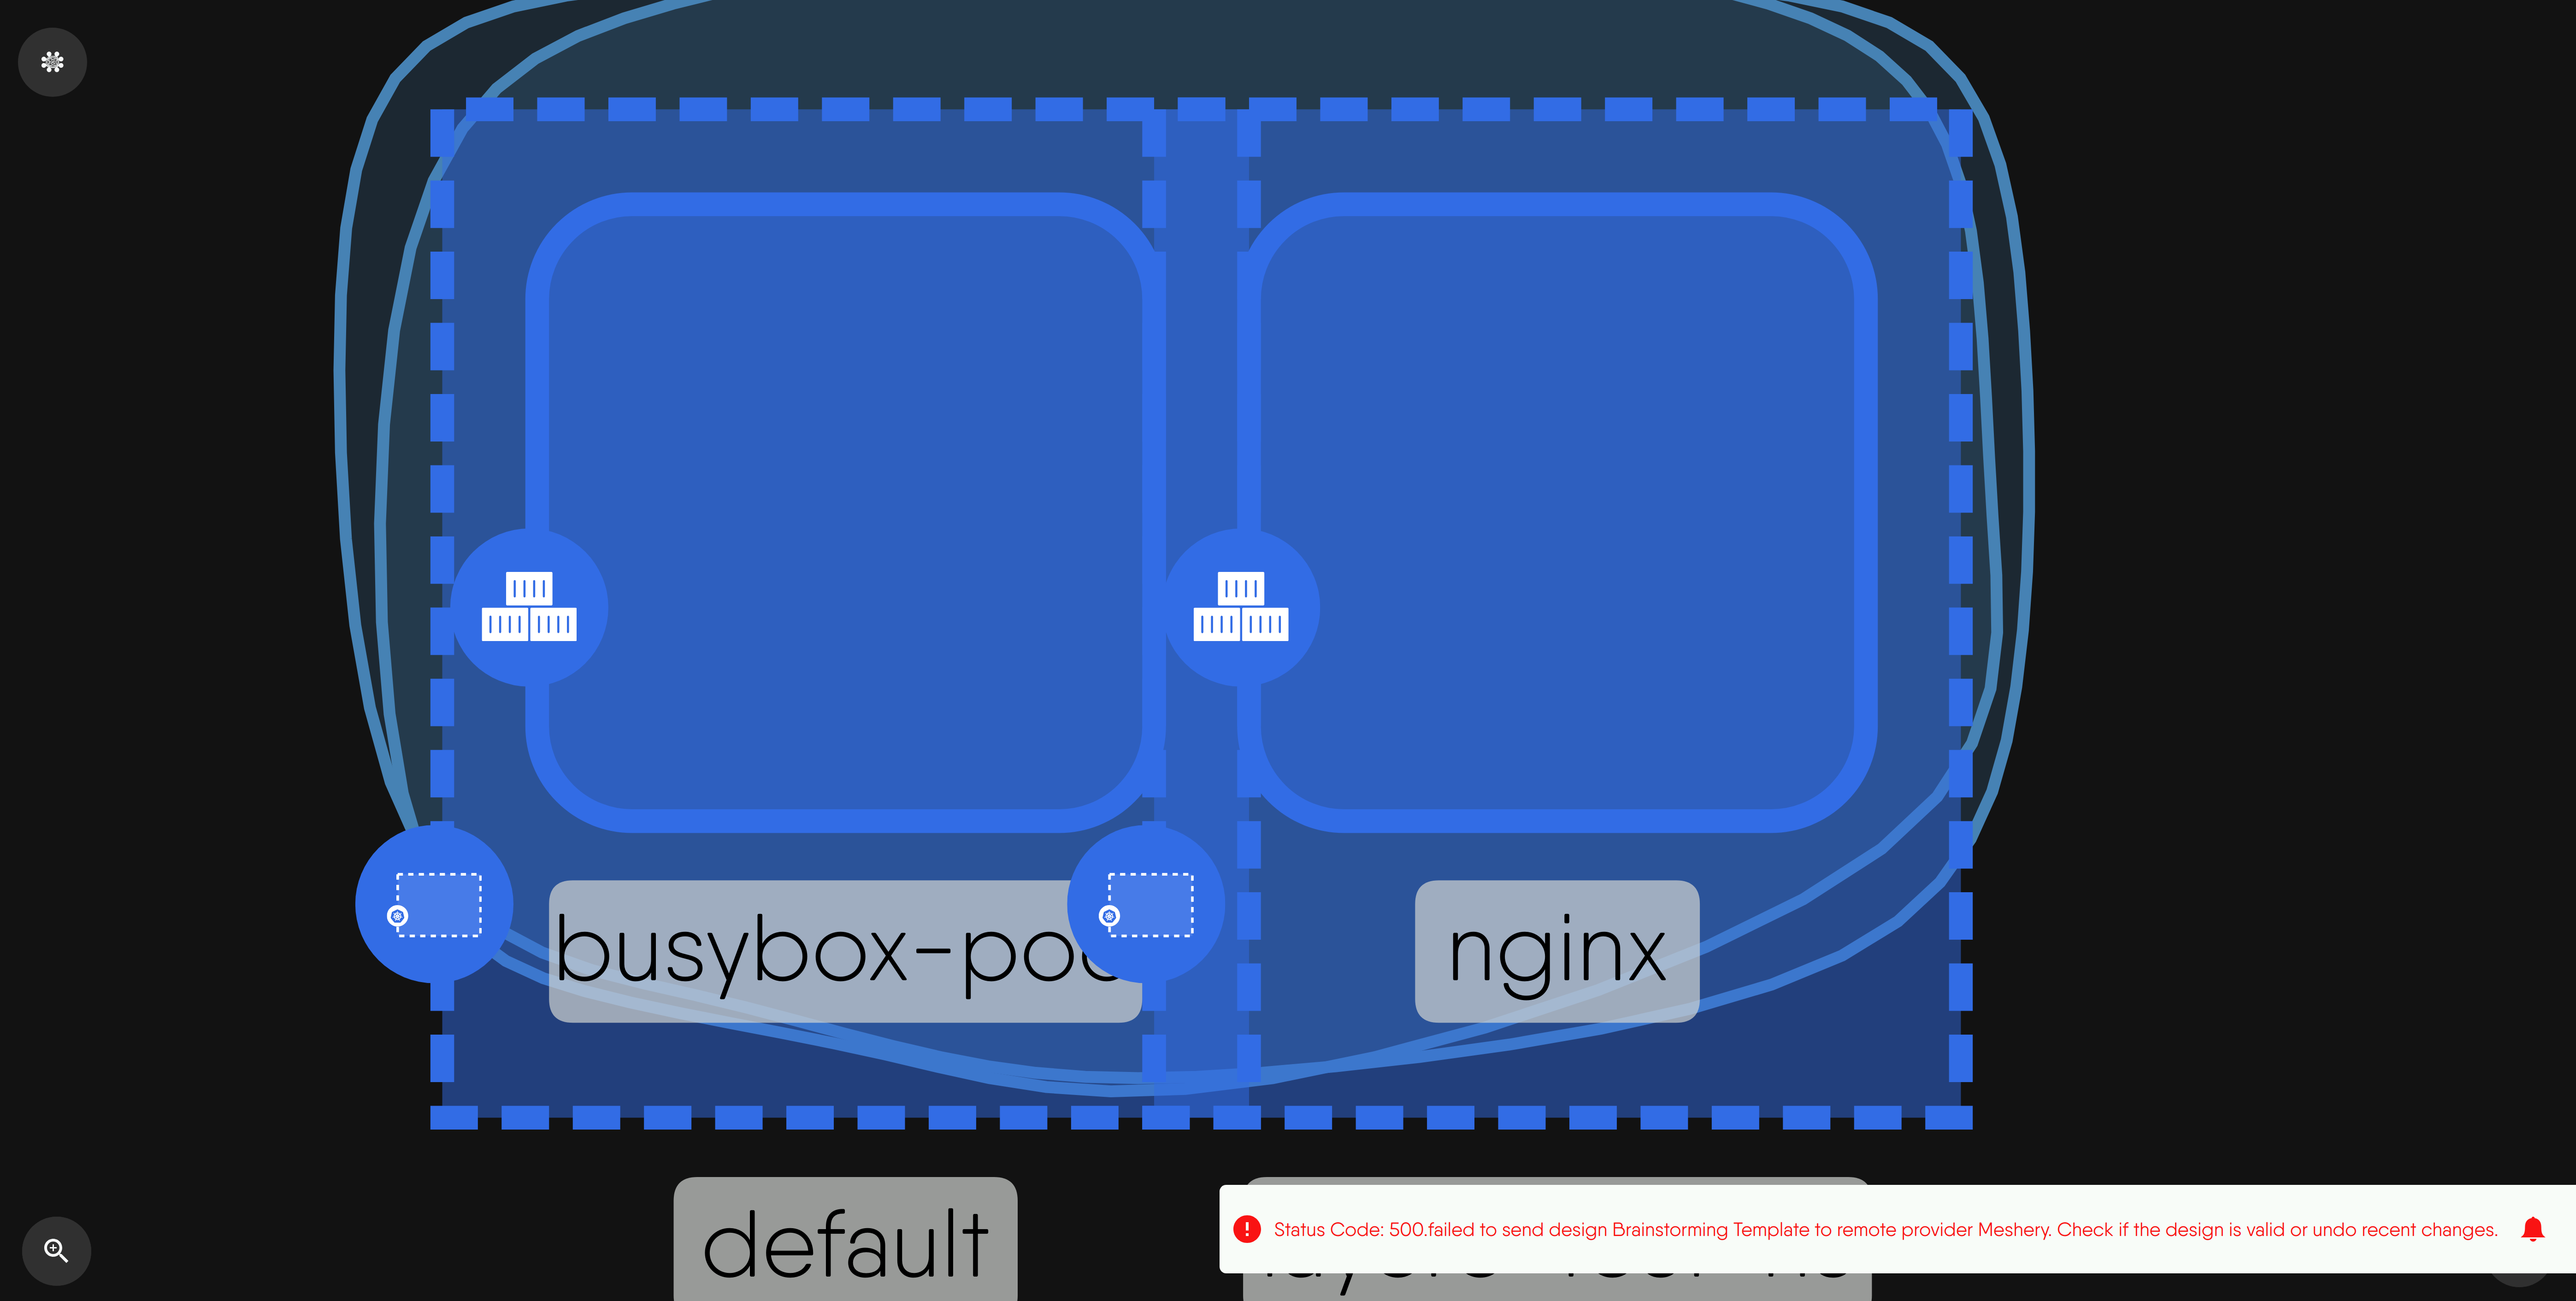 busybox-po
nginx
default
Status Code: 500.failed to send design Brainstorming Template to remote provider Meshery. Check if the design is valid or undo recent changes.